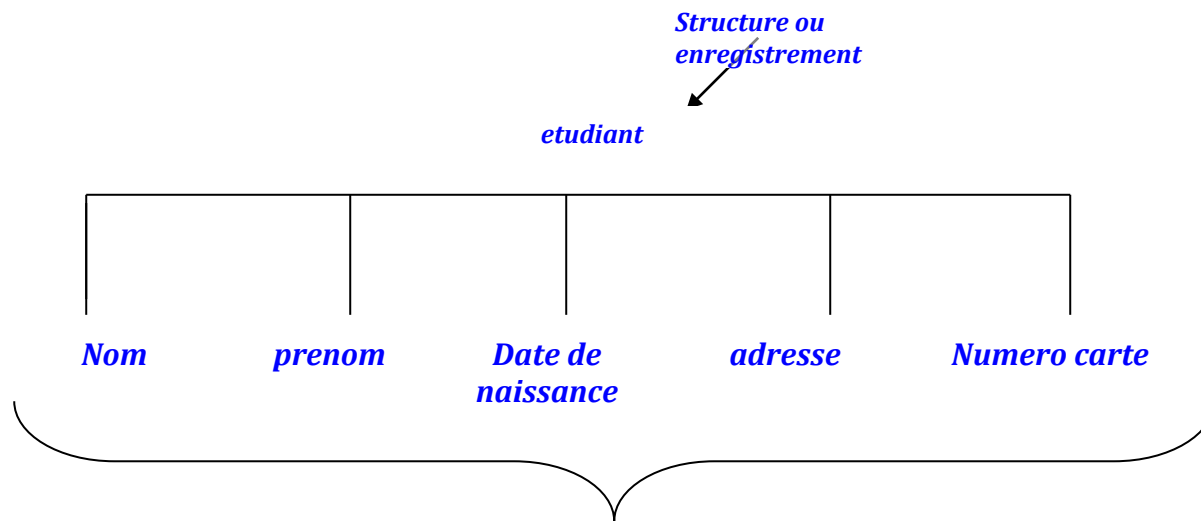 Structure ou
enregistrement
etudiant
Nom prenom Date de adresse Numero carte
naissance